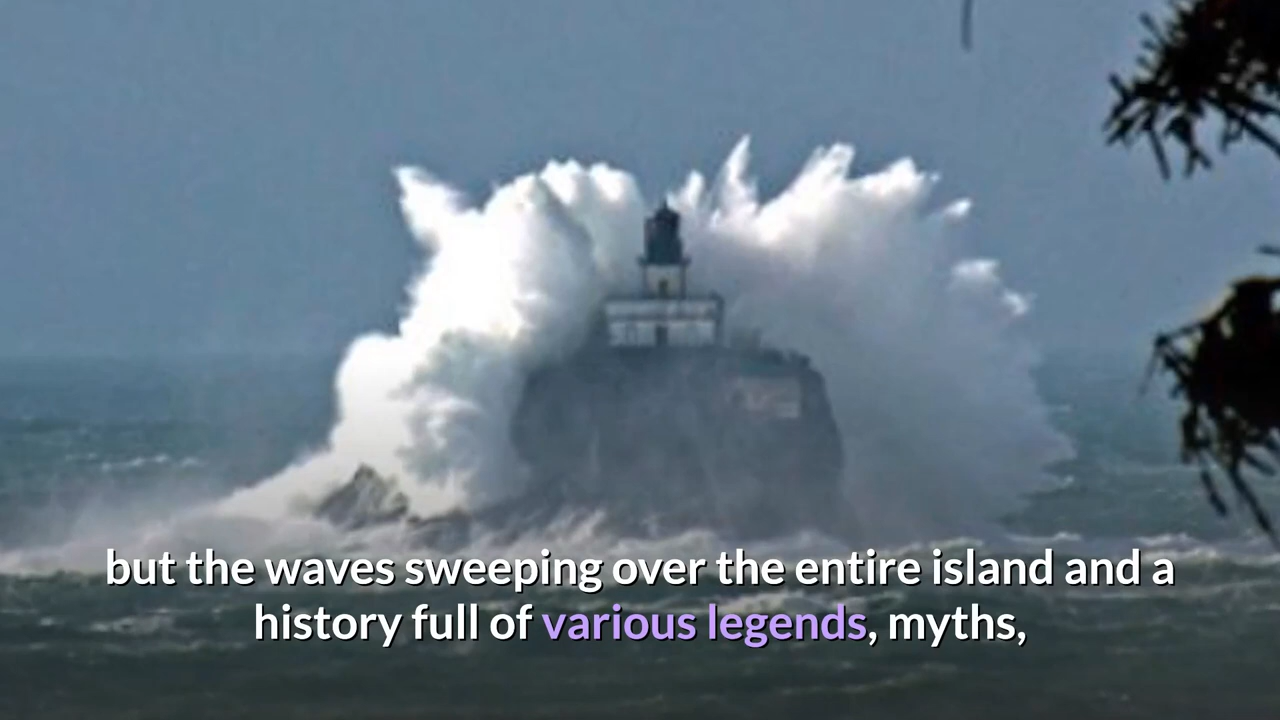 but the waves sweeping over the entire island and a
history full of various legends, myths,